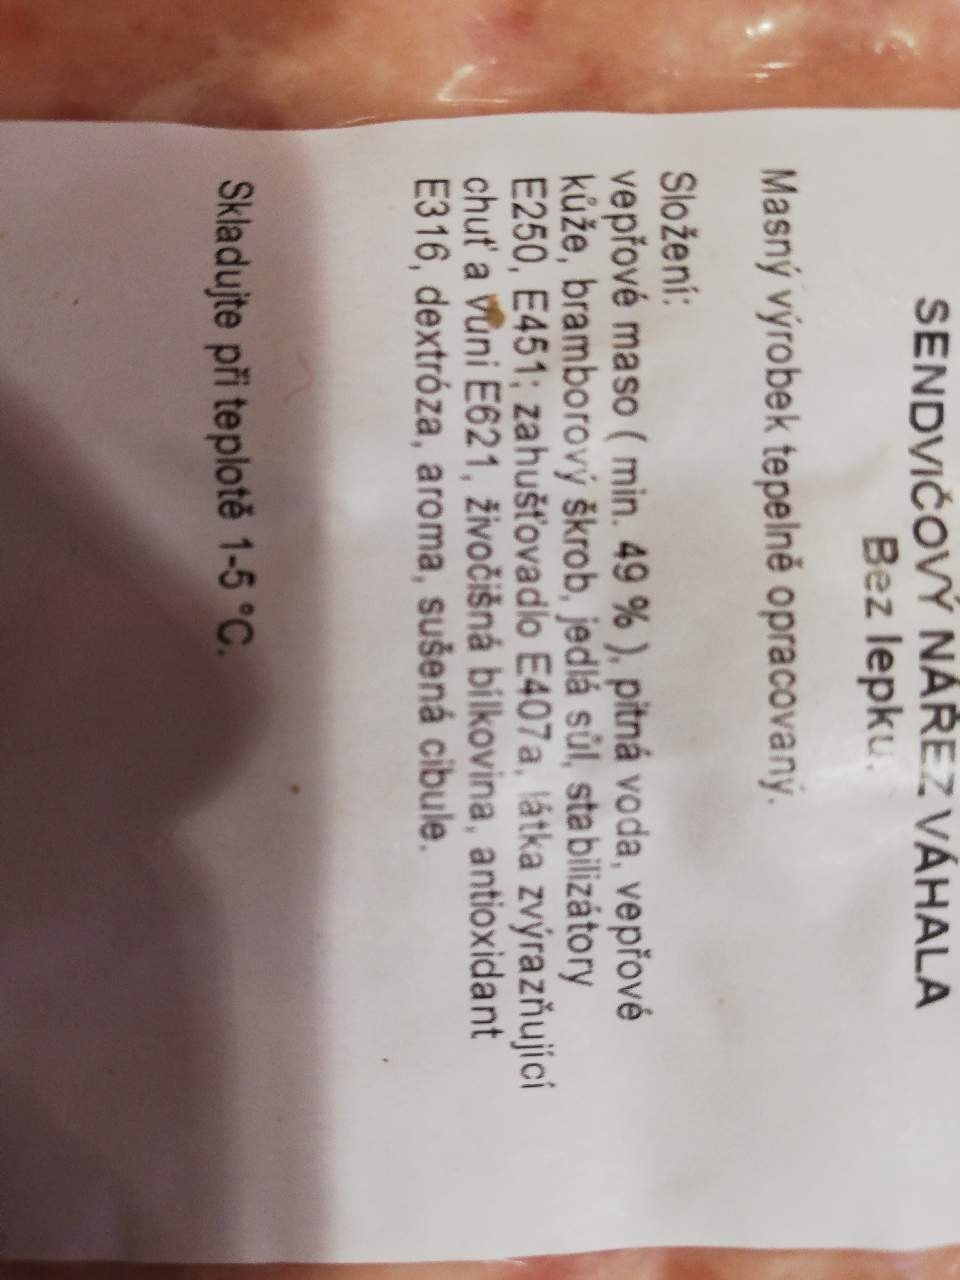 SENDVIČOVÝ NÁŘEZ VÁHALA
Bez lepku.
Masný výrobek tepelně opracovaný.
Složení:
vepřové maso ( min. 49 % ), pitná voda, vepřové
kůže, bramborový škrob, jedlá sůl, stabilizátory
E250, E451; zahušťovadlo E407a, látka zvýrazňující
chuť a vůni E621, živočišná bílkovina, antioxidant
E316, dextróza, aroma, sušená cibule.
Skladujte při teplotě 1-5 °C.